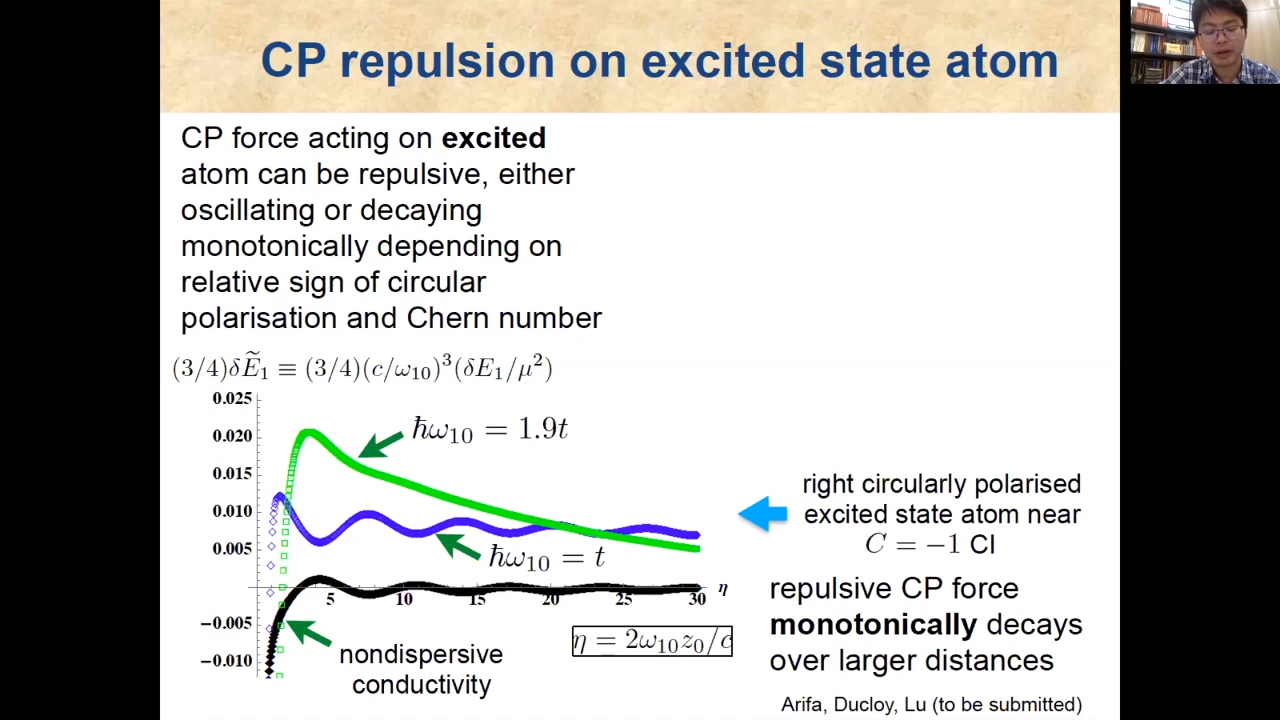 CP repulsion on excited state atom
CP force acting on excited
atom can be repulsive, either
oscillating or decaying
monotonically depending on
relative sign of circular
polarisation and Chern number
(3/4)δẼ₁ ≡ (3/4)(c/ω₁₀)³(δE₁/μ²)
0.025
0.020
0.015
0.010
0.005
−0.005
−0.010
ħω₁₀ = 1.9t
ħω₁₀ = t
5 10 15 20 25 30 η
η = 2ω₁₀z₀/c
nondispersive
conductivity
right circularly polarised
excited state atom near
C = −1 CI
repulsive CP force
monotonically decays
over larger distances
Arifa, Ducloy, Lu (to be submitted)